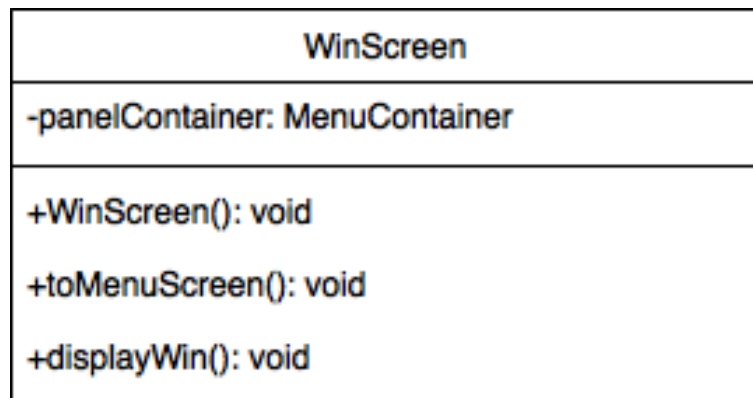 WinScreen
-panelContainer: MenuContainer
+WinScreen(): void
+toMenuScreen(): void
+displayWin(): void